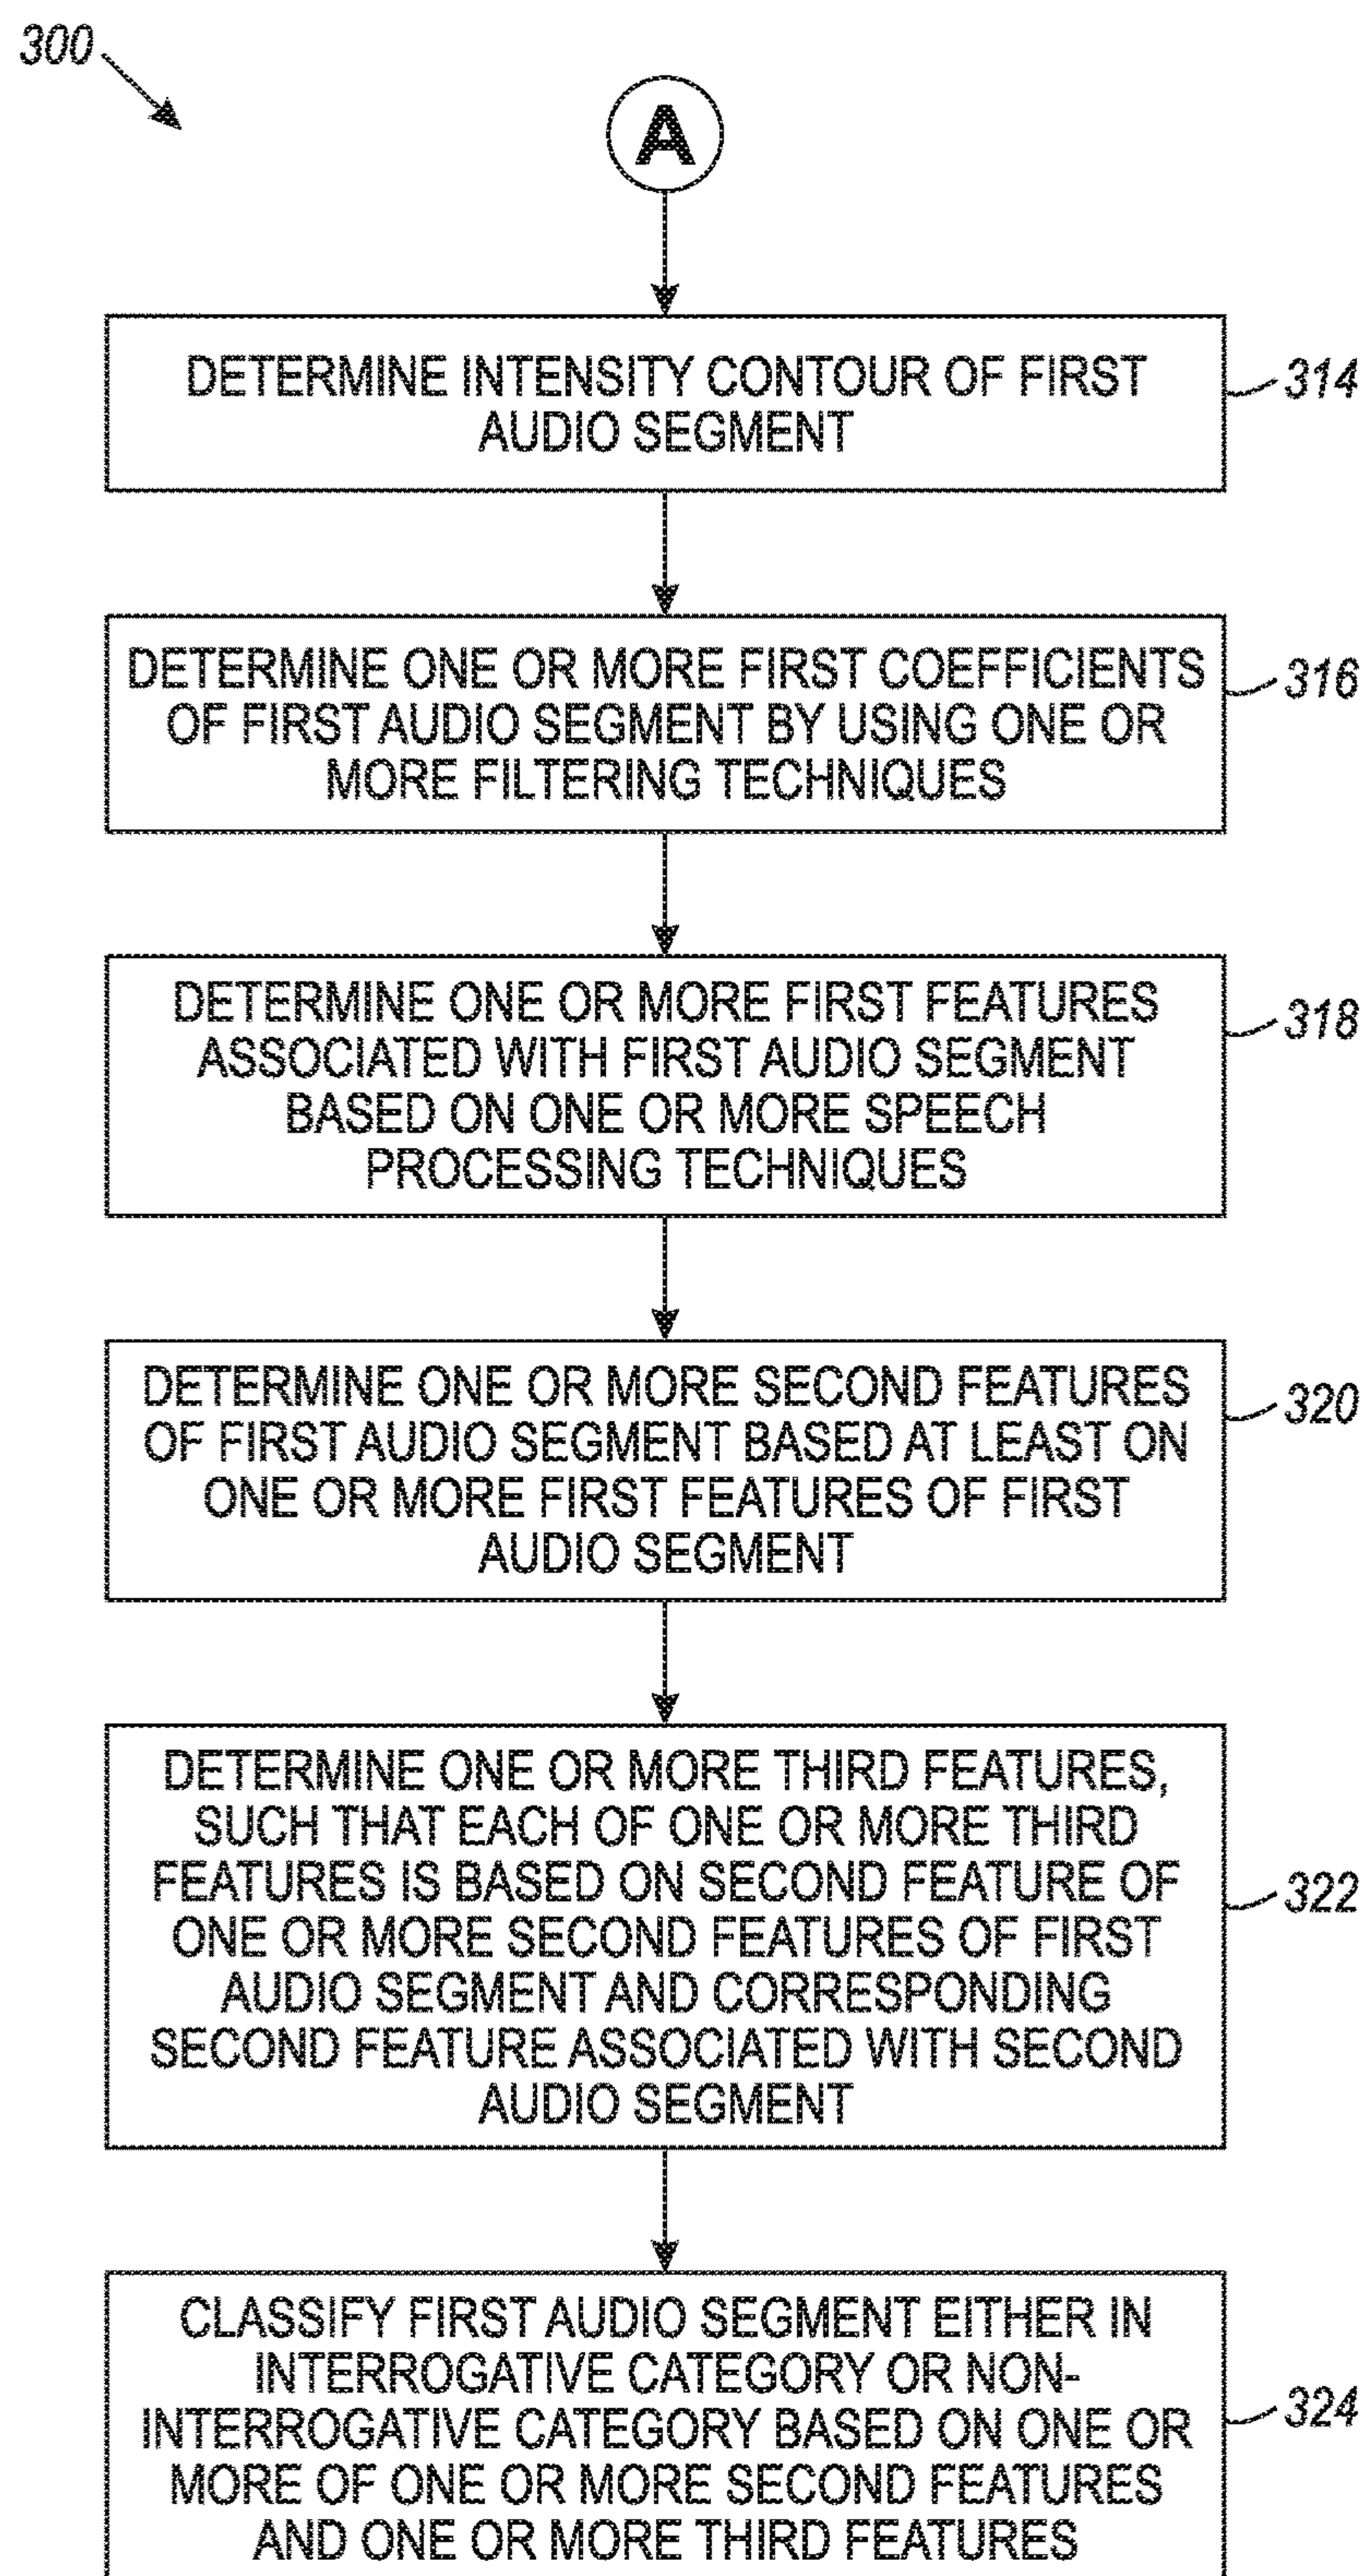 300
A
DETERMINE INTENSITY CONTOUR OF FIRST
AUDIO SEGMENT
314
DETERMINE ONE OR MORE FIRST COEFFICIENTS
OF FIRST AUDIO SEGMENT BY USING ONE OR
MORE FILTERING TECHNIQUES
316
DETERMINE ONE OR MORE FIRST FEATURES
ASSOCIATED WITH FIRST AUDIO SEGMENT
BASED ON ONE OR MORE SPEECH
PROCESSING TECHNIQUES
318
DETERMINE ONE OR MORE SECOND FEATURES
OF FIRST AUDIO SEGMENT BASED AT LEAST ON
ONE OR MORE FIRST FEATURES OF FIRST
AUDIO SEGMENT
320
DETERMINE ONE OR MORE THIRD FEATURES,
SUCH THAT EACH OF ONE OR MORE THIRD
FEATURES IS BASED ON SECOND FEATURE OF
ONE OR MORE SECOND FEATURES OF FIRST
AUDIO SEGMENT AND CORRESPONDING
SECOND FEATURE ASSOCIATED WITH SECOND
AUDIO SEGMENT
322
CLASSIFY FIRST AUDIO SEGMENT EITHER IN
INTERROGATIVE CATEGORY OR NON-
INTERROGATIVE CATEGORY BASED ON ONE OR
MORE OF ONE OR MORE SECOND FEATURES
AND ONE OR MORE THIRD FEATURES
324